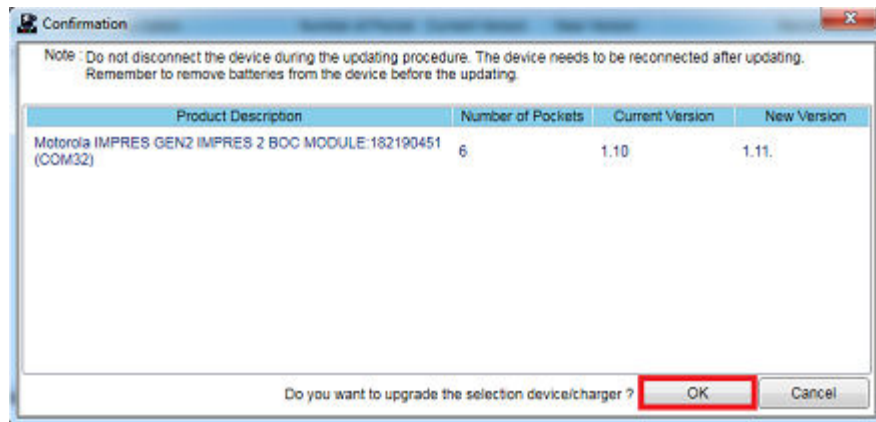 Confirmation
Note : Do not disconnect the device during the updating procedure. The device needs to be reconnected after updating.
Remember to remove batteries from the device before the updating.
Product Description Number of Pockets Current Version New Version
Motorola IMPRES GEN2 IMPRES 2 BOC MODULE:182190451 6 1.10 1.11.
(COM32)
Do you want to upgrade the selection device/charger ? OK Cancel